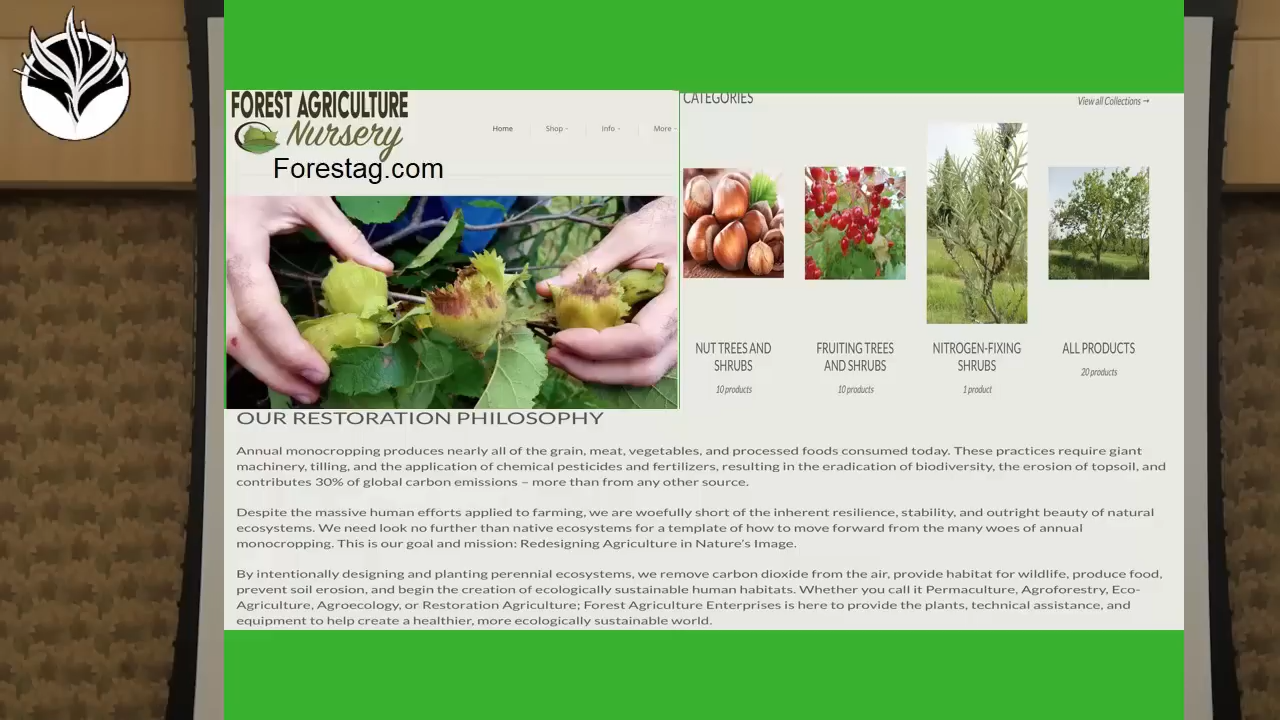 FOREST AGRICULTURE
Nursery
Forestag.com
Home
Shop
Info
More
CATEGORIES
View all Collections →
NUT TREES AND
SHRUBS
10 products
FRUITING TREES
AND SHRUBS
10 products
NITROGEN-FIXING
SHRUBS
1 product
ALL PRODUCTS
20 products
OUR RESTORATION PHILOSOPHY
Annual monocropping produces nearly all of the grain, meat, vegetables, and processed foods consumed today. These practices require giant
machinery, tilling, and the application of chemical pesticides and fertilizers, resulting in the eradication of biodiversity, the erosion of topsoil, and
contributes 30% of global carbon emissions – more than from any other source.
Despite the massive human efforts applied to farming, we are woefully short of the inherent resilience, stability, and outright beauty of natural
ecosystems. We need look no further than native ecosystems for a template of how to move forward from the many woes of annual
monocropping. This is our goal and mission: Redesigning Agriculture in Nature's Image.
By intentionally designing and planting perennial ecosystems, we remove carbon dioxide from the air, provide habitat for wildlife, produce food,
prevent soil erosion, and begin the creation of ecologically sustainable human habitats. Whether you call it Permaculture, Agroforestry, Eco-
Agriculture, Agroecology, or Restoration Agriculture; Forest Agriculture Enterprises is here to provide the plants, technical assistance, and
equipment to help create a healthier, more ecologically sustainable world.